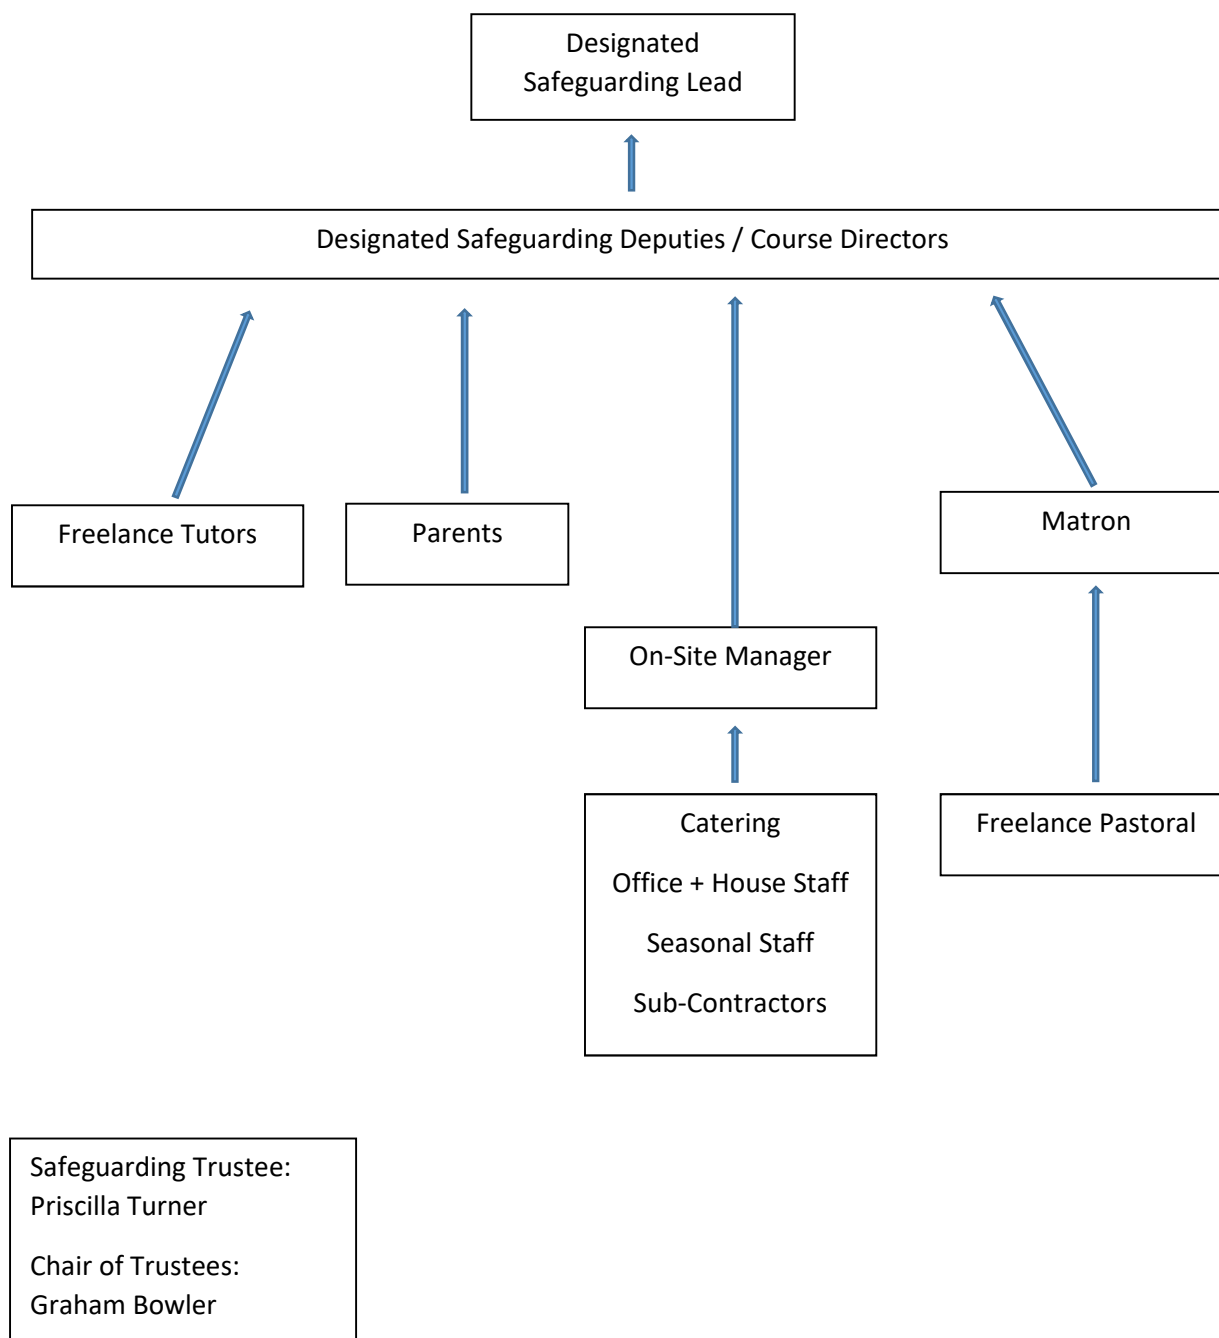 Designated
Safeguarding Lead
Designated Safeguarding Deputies / Course Directors
Freelance Tutors
Parents
Matron
On-Site Manager
Catering
Office + House Staff
Seasonal Staff
Sub-Contractors
Freelance Pastoral
Safeguarding Trustee:
Priscilla Turner
Chair of Trustees:
Graham Bowler